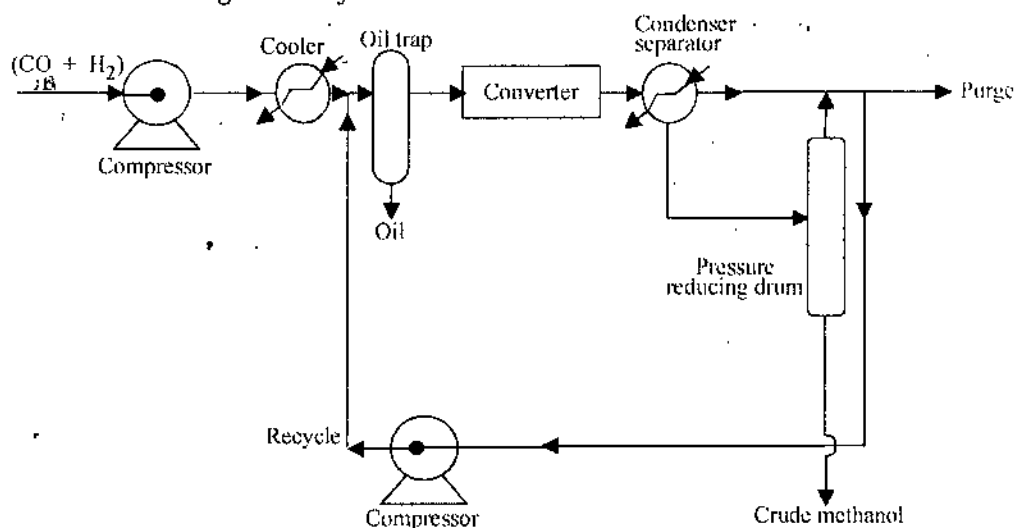 Condenser
separator
Cooler
Oil trap
(CO + H₂)
Converter
Purge
Compressor
Oil
Pressure
reducing drum
Recycle
Compressor
Crude methanol